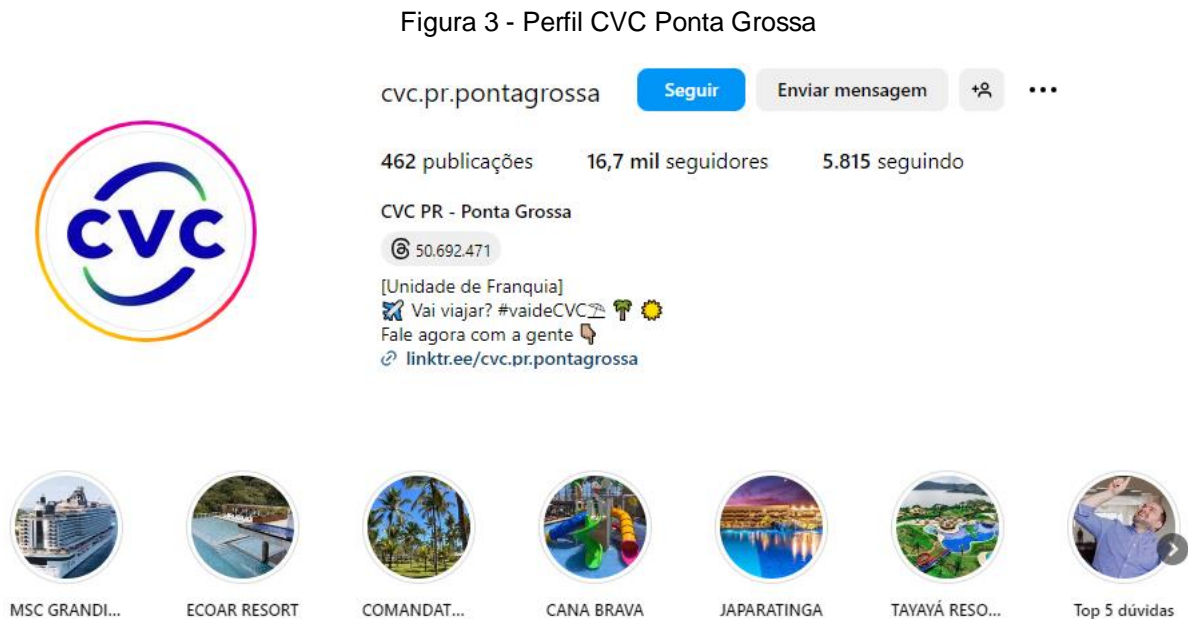 Figura 3 - Perfil CVC Ponta Grossa
cvc.pr.pontagrossa Seguir Enviar mensagem
462 publicações 16,7 mil seguidores 5.815 seguindo
CVC
CVC PR - Ponta Grossa
50.692.471
[Unidade de Franquia]
✈️ Vai viajar? #vaideCVC⛱ 🌴 ☀️
Fale agora com a gente 👇🏽
linktr.ee/cvc.pr.pontagrossa
MSC GRANDI... ECOAR RESORT COMANDAT... CANA BRAVA JAPARATINGA TAYAYÁ RESO... Top 5 dúvidas